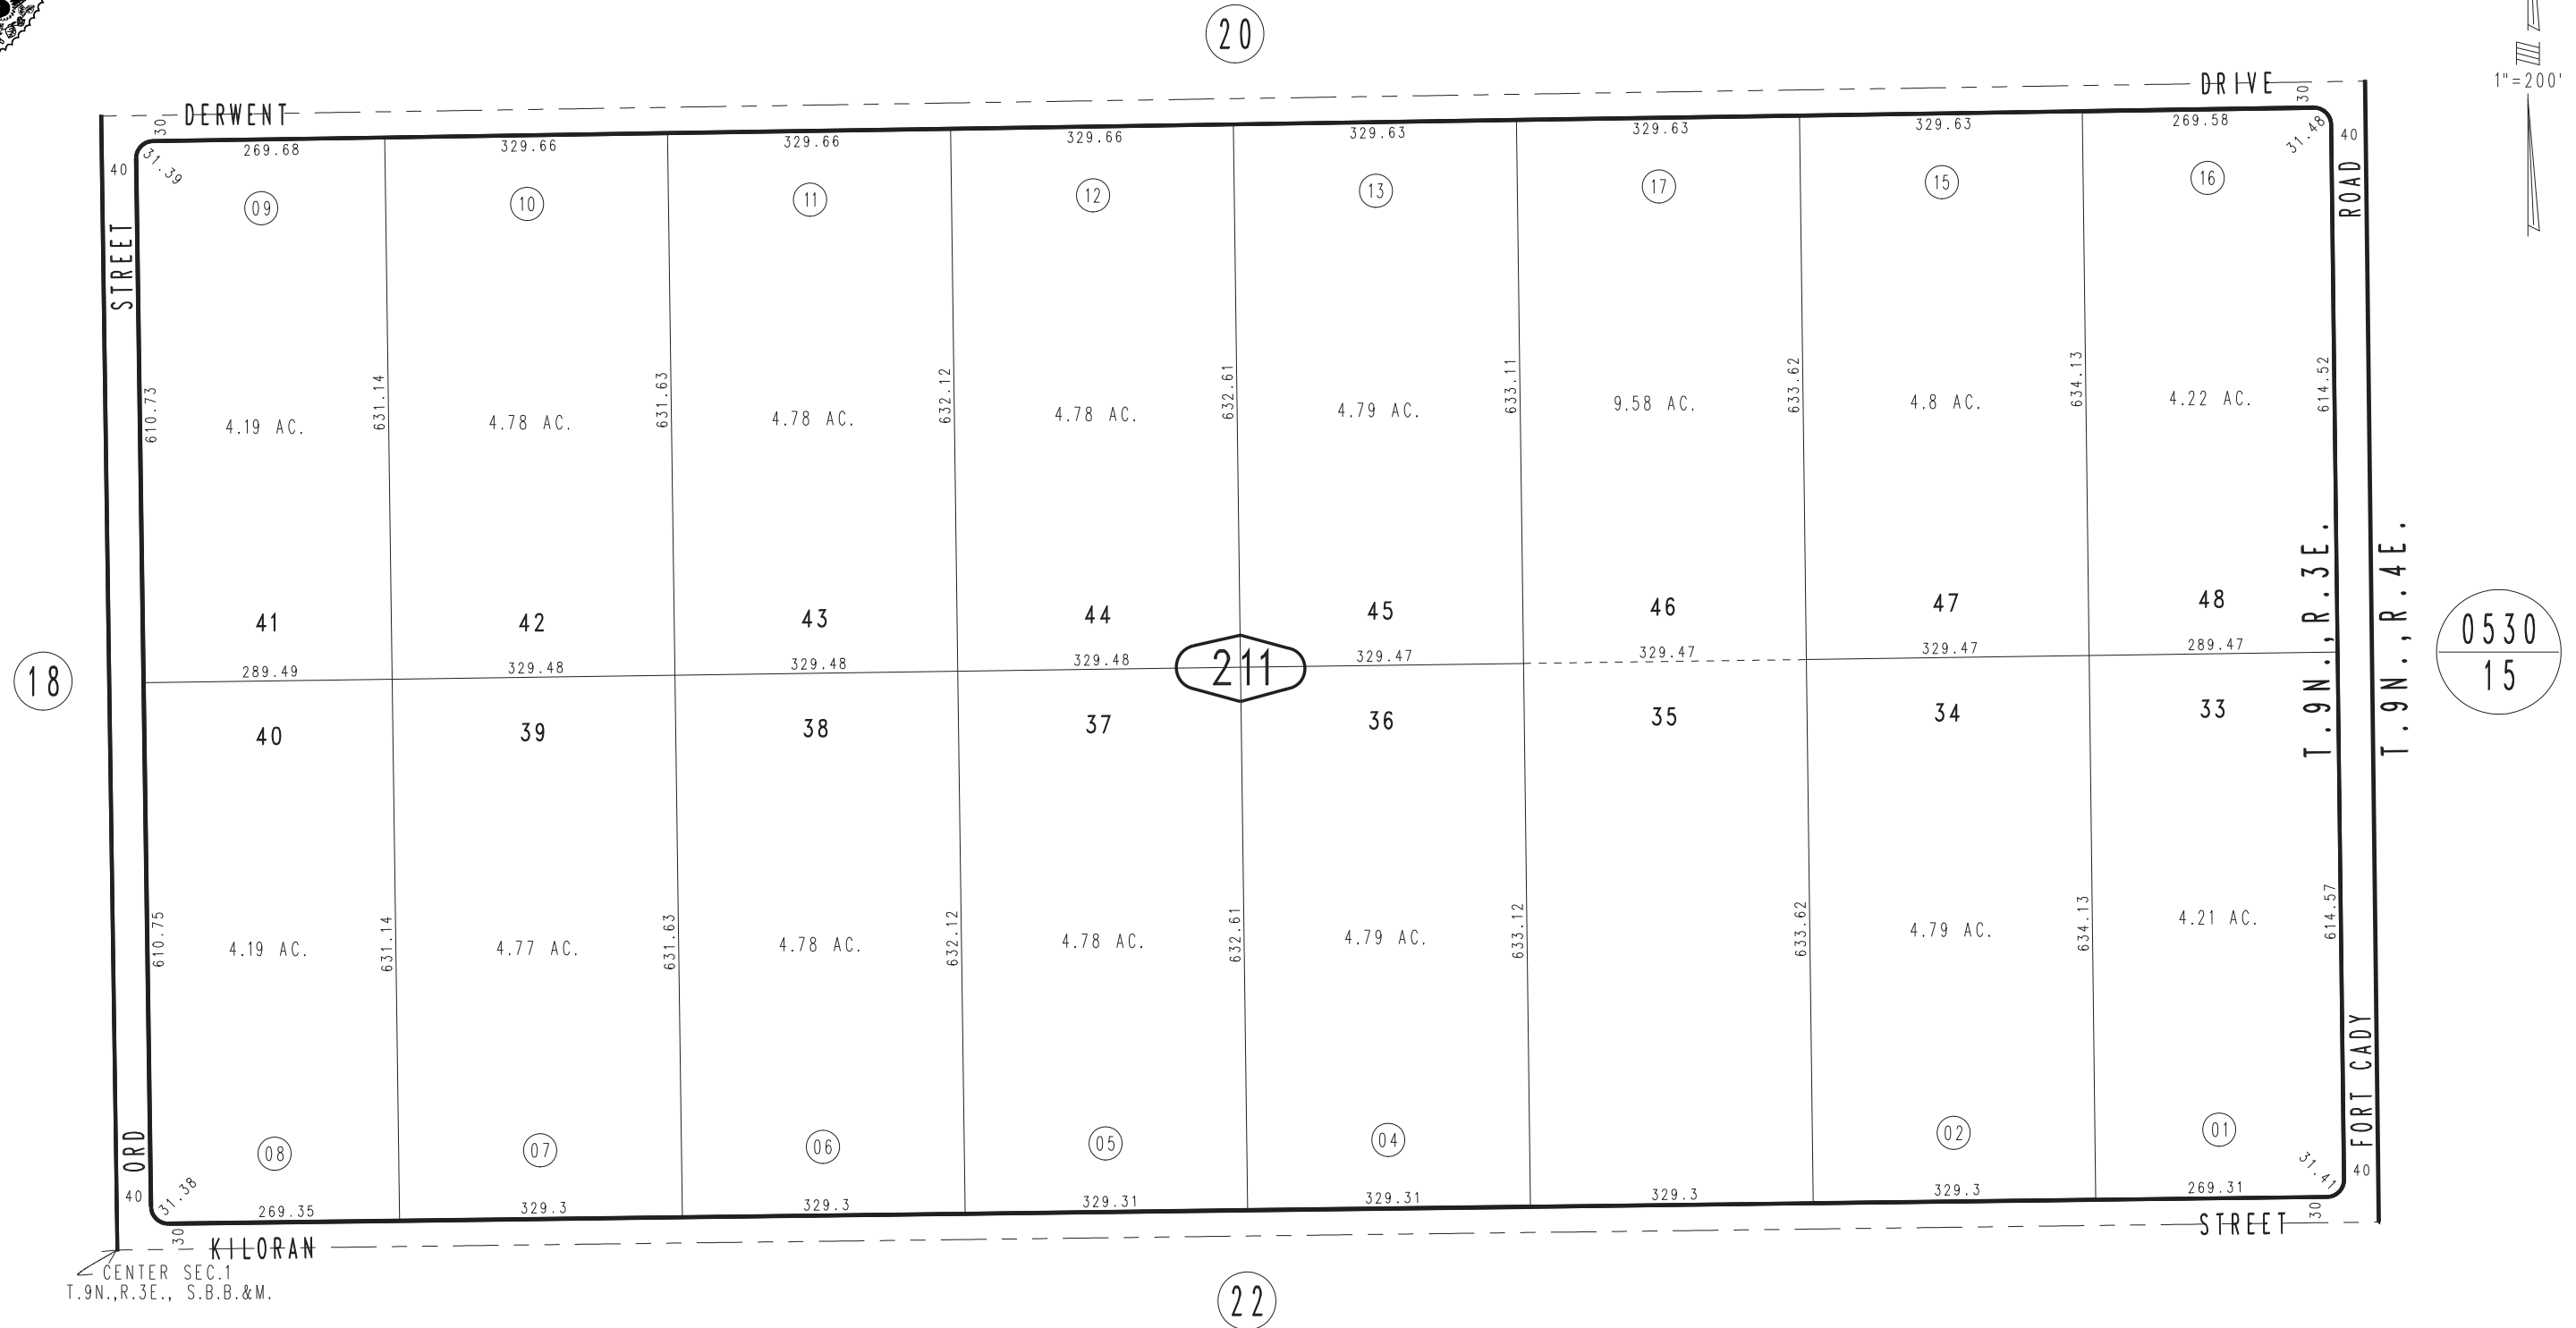 20
1"=200'
DERWENT DRIVE
30 30
269.68 329.66 329.66 329.66 329.63 329.63 329.63 269.58
40 31.39 31.48 40
09 10 11 12 13 17 15 16
STREET ROAD
610.73 631.14 631.63 632.12 632.61 633.11 633.62 634.13 614.52
4.19 AC. 4.78 AC. 4.78 AC. 4.78 AC. 4.79 AC. 9.58 AC. 4.8 AC. 4.22 AC.
41 42 43 44 45 46 47 48
T.9N.,R.3E. T.9N.,R.4E.
289.49 329.48 329.48 329.48 329.47 329.47 329.47 289.47
18 211 0530
15
40 39 38 37 36 35 34 33
610.75 631.14 631.63 632.12 632.61 633.12 633.62 634.13 614.57
4.19 AC. 4.77 AC. 4.78 AC. 4.78 AC. 4.79 AC. 4.79 AC. 4.21 AC.
ORD FORT CADY
08 07 06 05 04 02 01
40 31.38 31.41 40
269.35 329.3 329.3 329.31 329.31 329.3 329.3 269.31
30 30
KILORAN STREET
CENTER SEC.1
T.9N.,R.3E., S.B.B.&M.
22